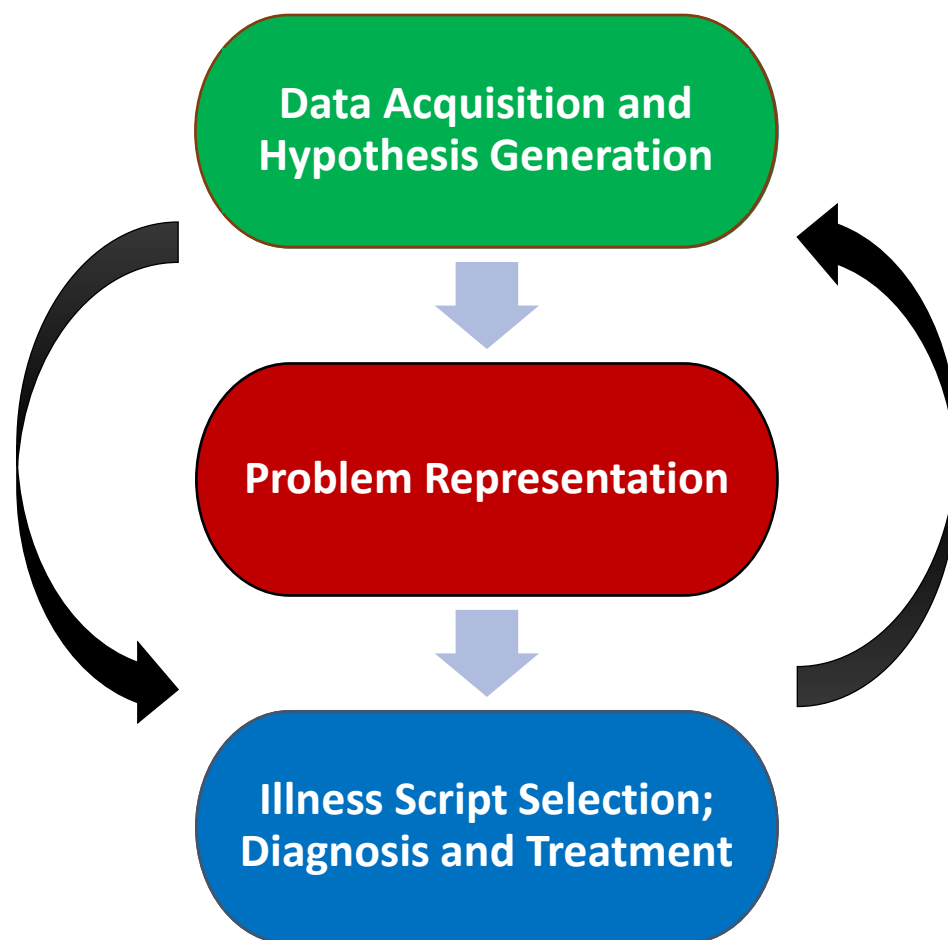 Data Acquisition and
Hypothesis Generation
Problem Representation
Illness Script Selection;
Diagnosis and Treatment